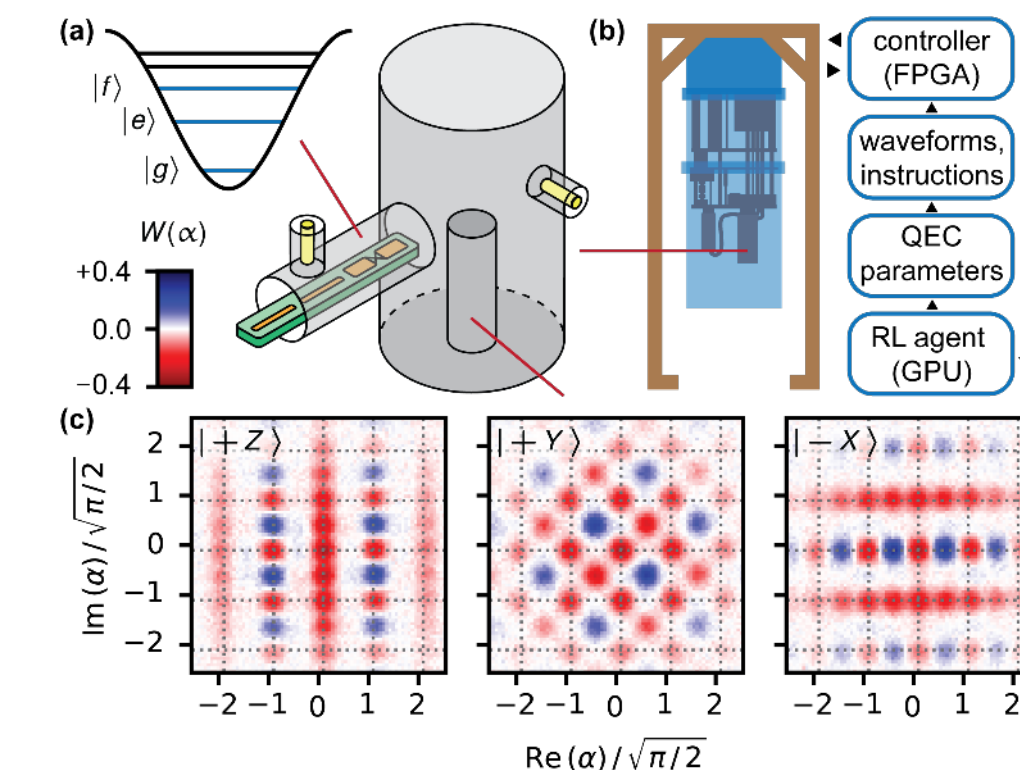 (a)
|f⟩
|e⟩
|g⟩
W(α)
+0.4
0.0
−0.4
(b)
controller
(FPGA)
waveforms,
instructions
QEC
parameters
RL agent
(GPU)
(c)
|+Z⟩
|+Y⟩
|−X⟩
Im(α)/√π/2
2
1
0
−1
−2
−2 −1 0 1 2
−2 −1 0 1 2
−2 −1 0 1 2
Re(α)/√π/2